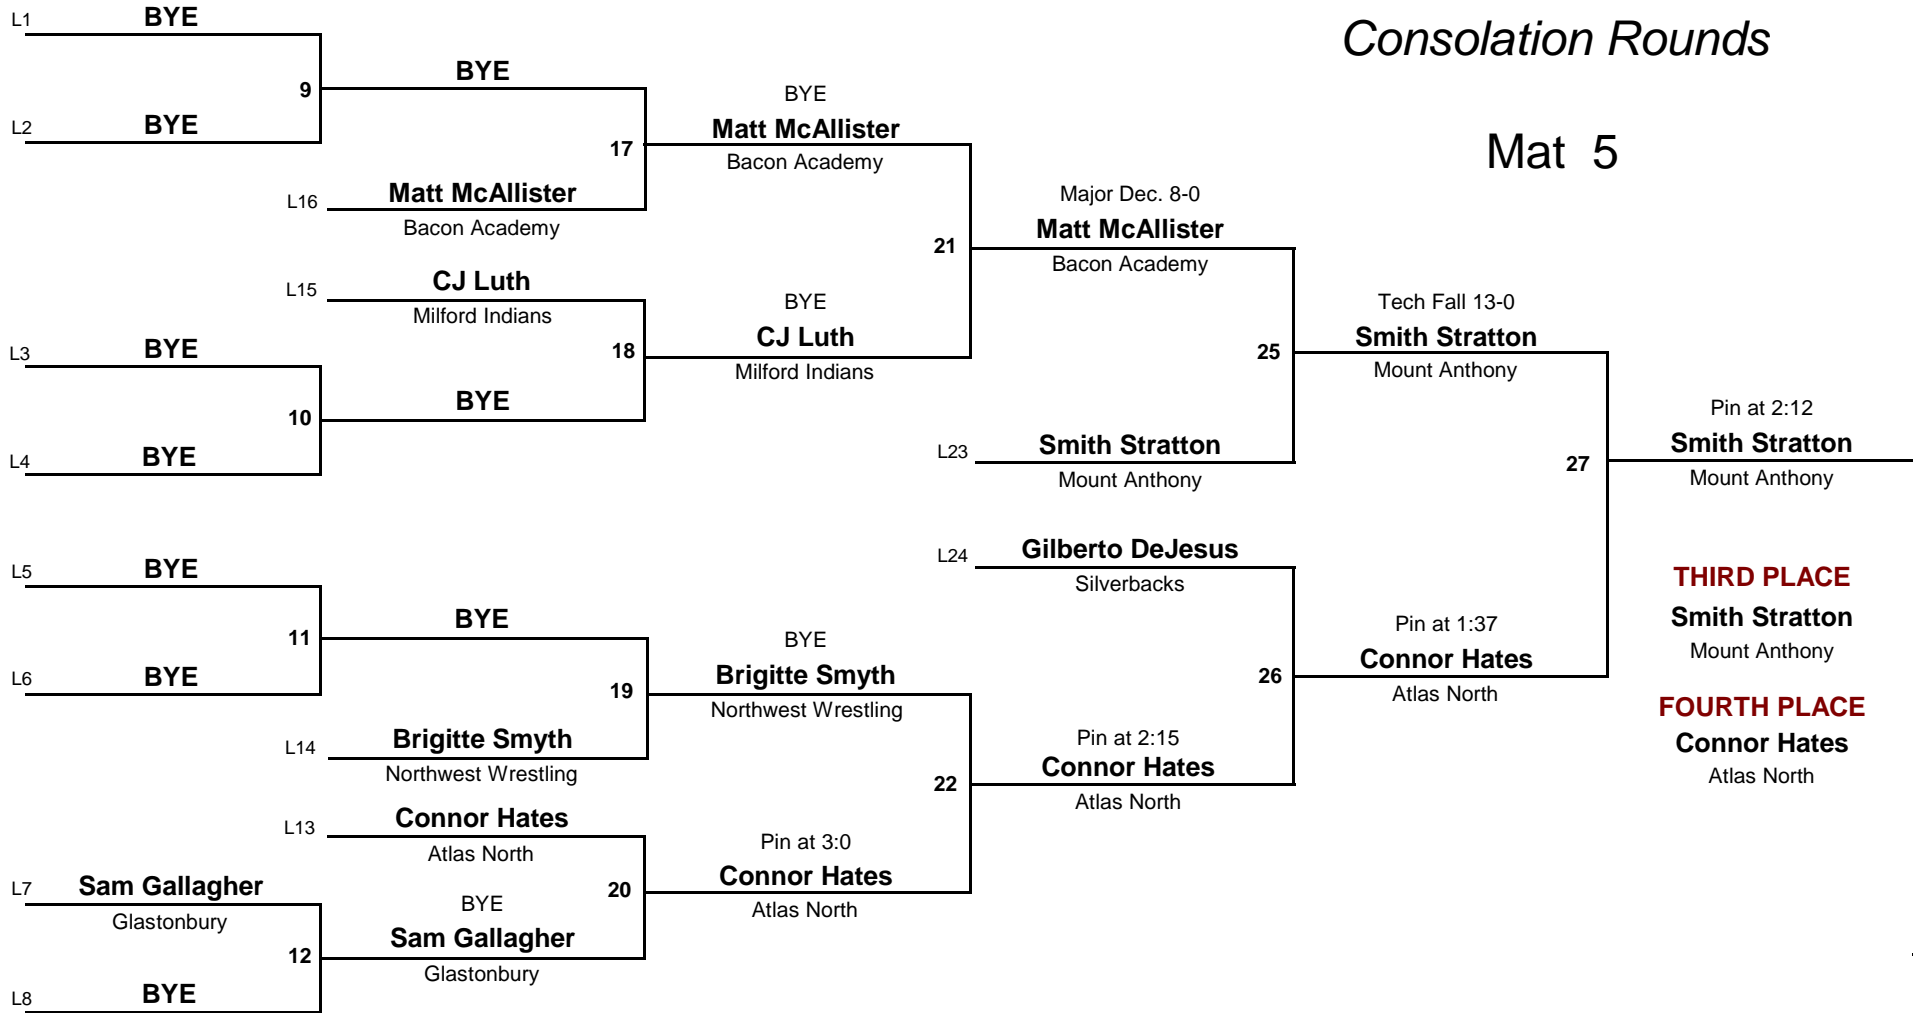 Consolation Rounds
Mat 5
L1 BYE
9
L2 BYE
BYE
17
L16 Matt McAllister
Bacon Academy
BYE
Matt McAllister
Bacon Academy
L15 CJ Luth
Milford Indians
L3 BYE
10
L4 BYE
18
BYE
BYE
CJ Luth
Milford Indians
21
Major Dec. 8-0
Matt McAllister
Bacon Academy
25
L23 Smith Stratton
Mount Anthony
Tech Fall 13-0
Smith Stratton
Mount Anthony
27
Pin at 2:12
Smith Stratton
Mount Anthony
L5 BYE
11
L6 BYE
BYE
19
L14 Brigitte Smyth
Northwest Wrestling
BYE
Brigitte Smyth
Northwest Wrestling
L13 Connor Hates
Atlas North
L7 Sam Gallagher
Glastonbury
12
L8 BYE
20
BYE
Sam Gallagher
Glastonbury
Pin at 3:0
Connor Hates
Atlas North
22
L24 Gilberto DeJesus
Silverbacks
26
Pin at 2:15
Connor Hates
Atlas North
Pin at 1:37
Connor Hates
Atlas North
THIRD PLACE
Smith Stratton
Mount Anthony
FOURTH PLACE
Connor Hates
Atlas North